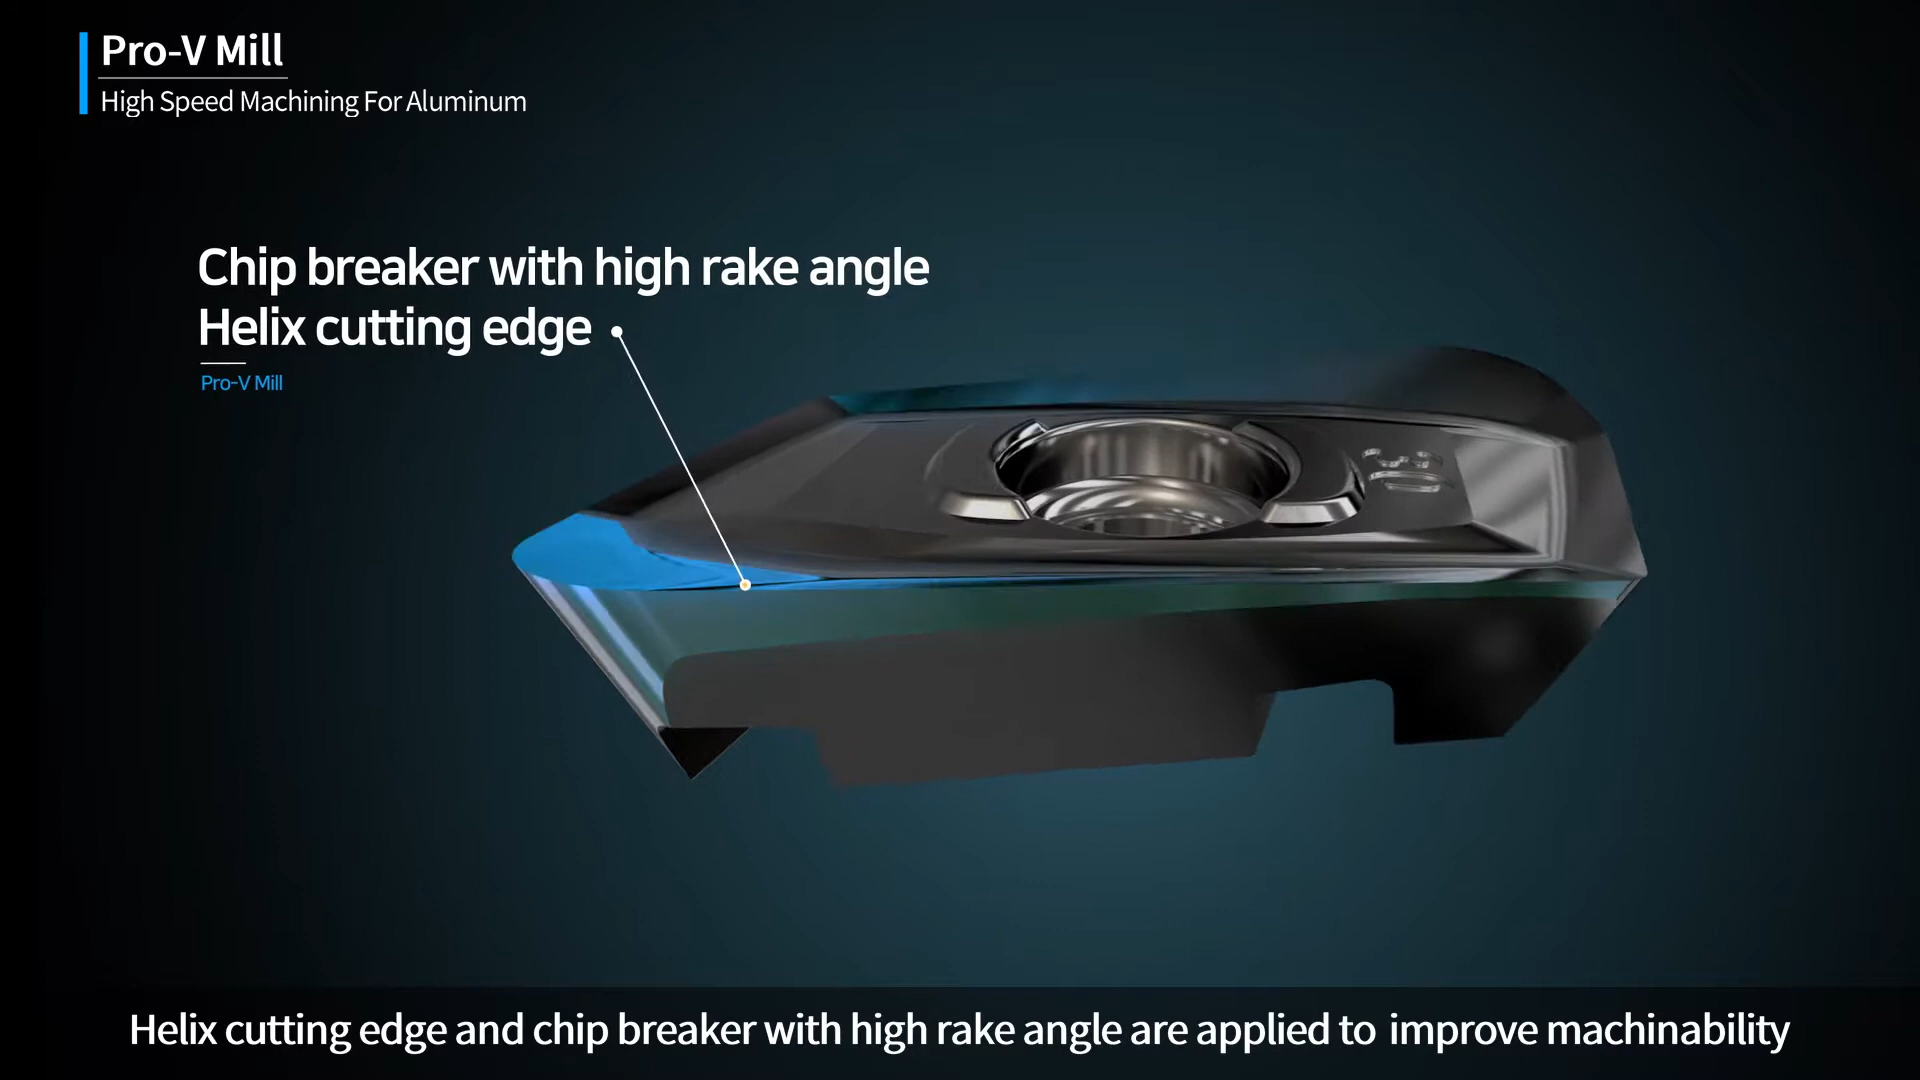 Pro-V Mill
High Speed Machining For Aluminum
Chip breaker with high rake angle
Helix cutting edge
Pro-V Mill
Helix cutting edge and chip breaker with high rake angle are applied to improve machinability